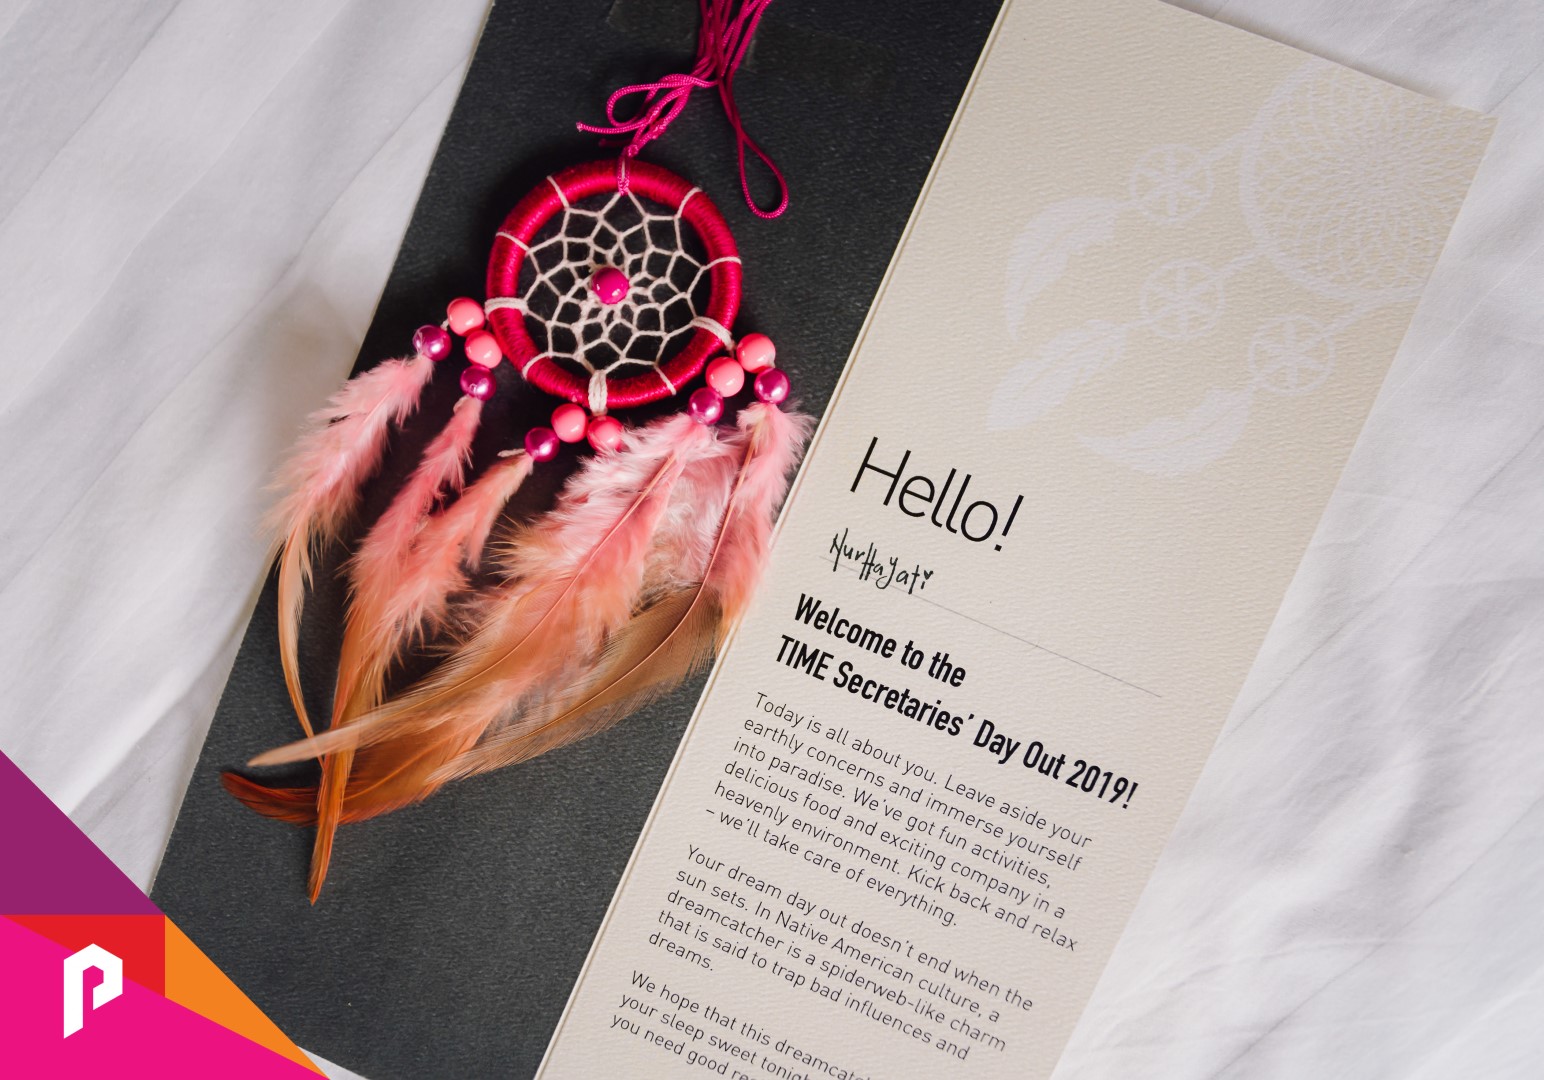 Hello!
NurHayati
Welcome to the
TIME Secretaries' Day Out 2019!
Today is all about you. Leave aside your
earthly concerns and immerse yourself
into paradise. We've got fun activities,
delicious food and exciting company in a
heavenly environment. Kick back and relax
– we'll take care of everything.
Your dream day out doesn't end when the
sun sets. In Native American culture, a
dreamcatcher is a spiderweb-like charm
that is said to trap bad influences and
dreams.
We hope that this
your sleep sweet
you need good
P